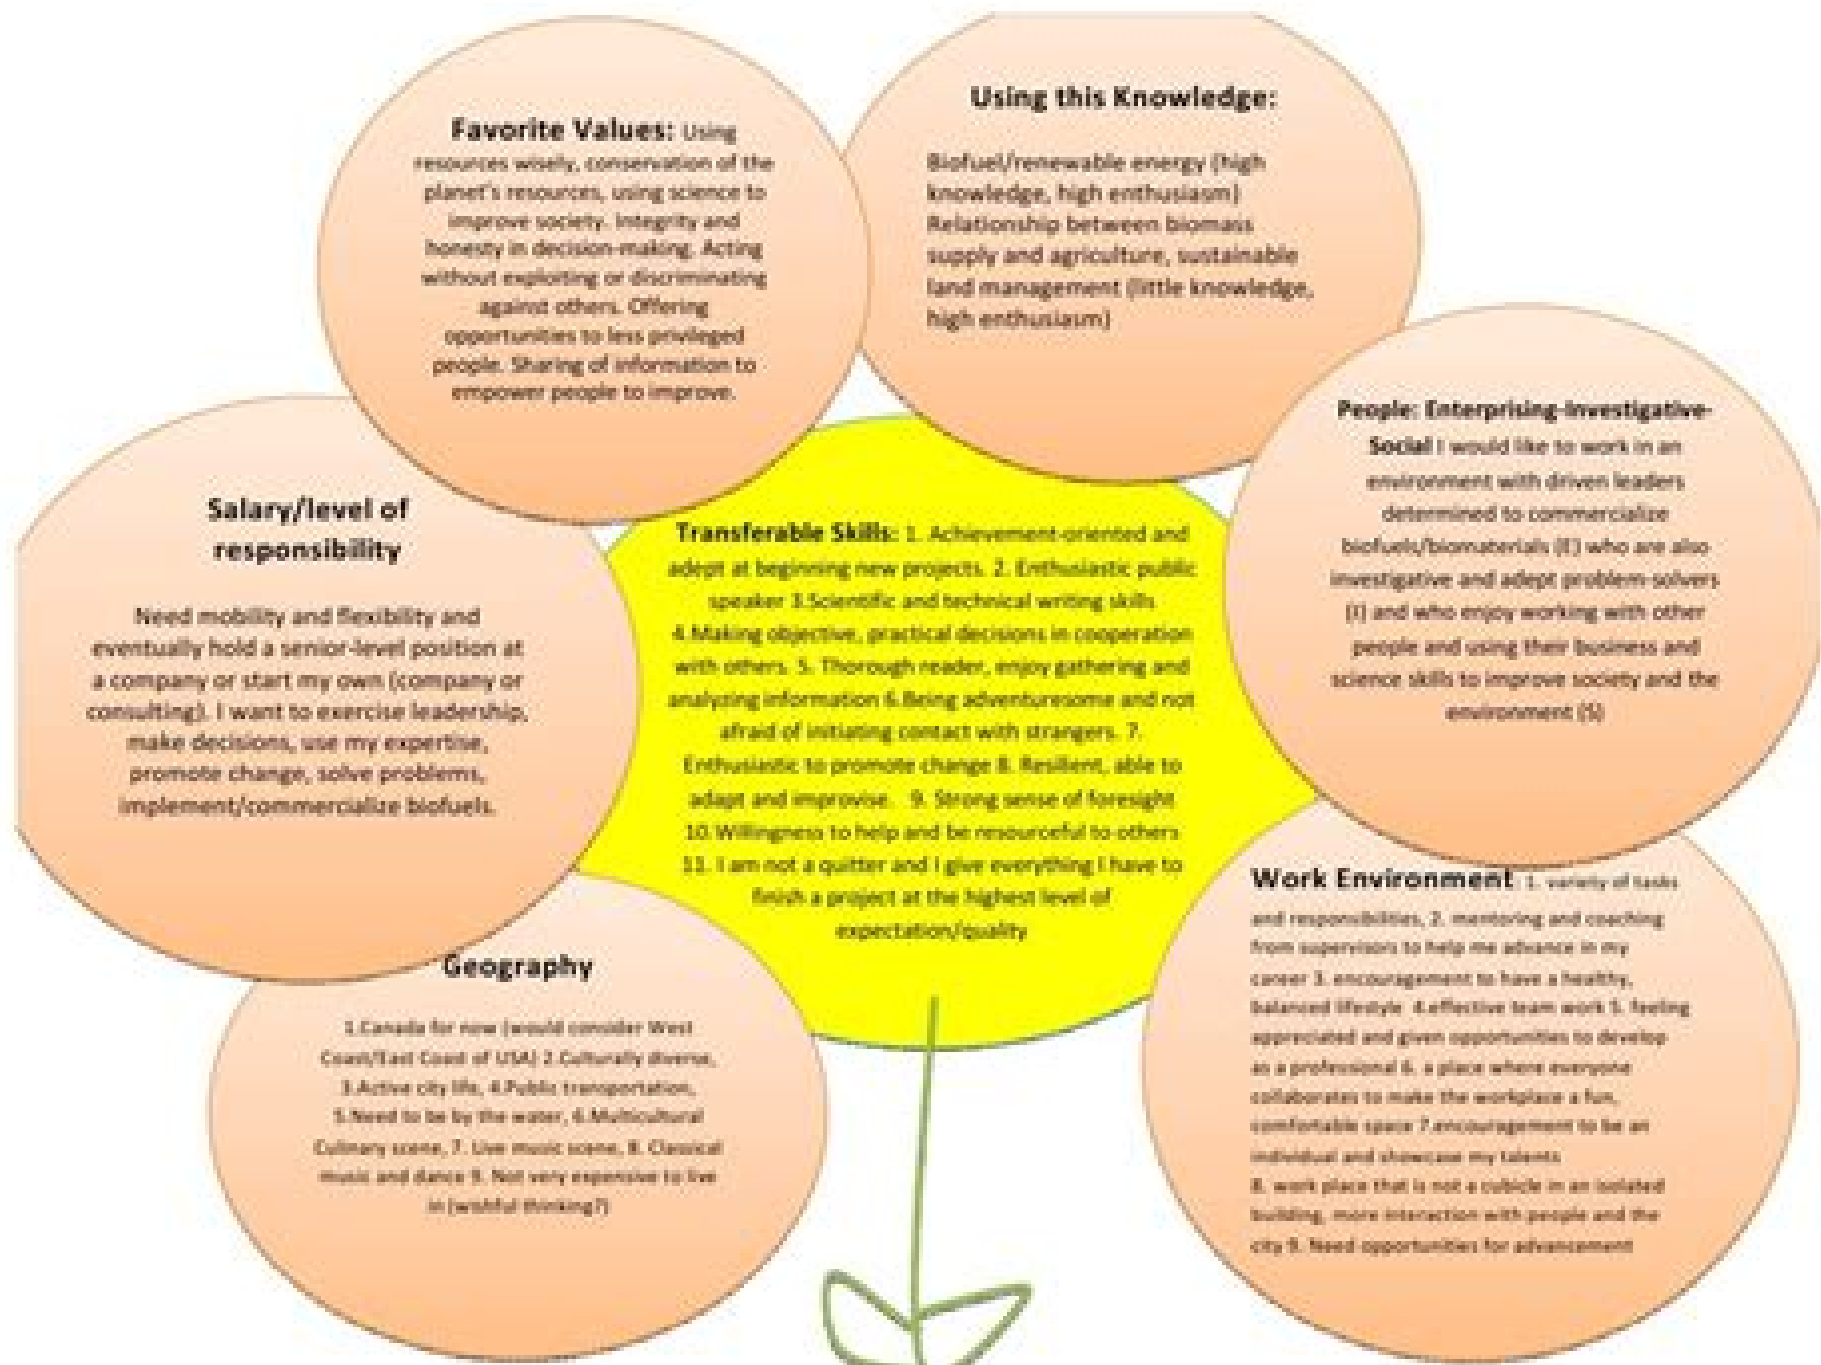 Favorite Values: Using
resources wisely, conservation of the
planet's resources, using science to
improve society. Integrity and
honesty in decision-making. Acting
without exploiting or discriminating
against others. Offering
opportunities to less privileged
people. Sharing of information to
empower people to improve.
Using this Knowledge:
Biofuel/renewable energy (high
knowledge, high enthusiasm)
Relationship between biomass
supply and agriculture, sustainable
land management (little knowledge,
high enthusiasm)
People: Enterprising-Investigative-
Social I would like to work in an
environment with driven leaders
determined to commercialize
biofuels/biomaterials (E) who are also
investigative and adept problem-solvers
(I) and who enjoy working with other
people and using their business and
science skills to improve society and the
environment (S)
Salary/level of
responsibility
Need mobility and flexibility and
eventually hold a senior-level position at
a company or start my own (company or
consulting). I want to exercise leadership,
make decisions, use my expertise,
promote change, solve problems,
implement/commercialize biofuels.
Transferable Skills: 1. Achievement-oriented and
adept at beginning new projects. 2. Enthusiastic public
speaker 3.Scientific and technical writing skills
4.Making objective, practical decisions in cooperation
with others. 5. Thorough reader, enjoy gathering and
analyzing information 6.Being adventuresome and not
afraid of initiating contact with strangers. 7.
Enthusiastic to promote change 8. Resilient, able to
adapt and improvise. 9. Strong sense of foresight
10.Willingness to help and be resourceful to others
11. I am not a quitter and I give everything I have to
finish a project at the highest level of
expectation/quality
Work Environment: 1. variety of tasks
and responsibilities, 2. mentoring and coaching
from supervisors to help me advance in my
career 3. encouragement to have a healthy,
balanced lifestyle 4.effective team work 5. feeling
appreciated and given opportunities to develop
as a professional 6. a place where everyone
collaborates to make the workplace a fun,
comfortable space 7.encouragement to be an
individual and showcase my talents
8. work place that is not a cubicle in an isolated
building, more interaction with people and the
city 9. Need opportunities for advancement
Geography
1.Canada for now (would consider West
Coast/East Coast of USA) 2.Culturally diverse,
3.Active city life, 4.Public transportation,
5.Need to be by the water, 6.Multicultural
Culinary scene, 7. Live music scene, 8. Classical
music and dance 9. Not very expensive to live
in (wishful thinking?)